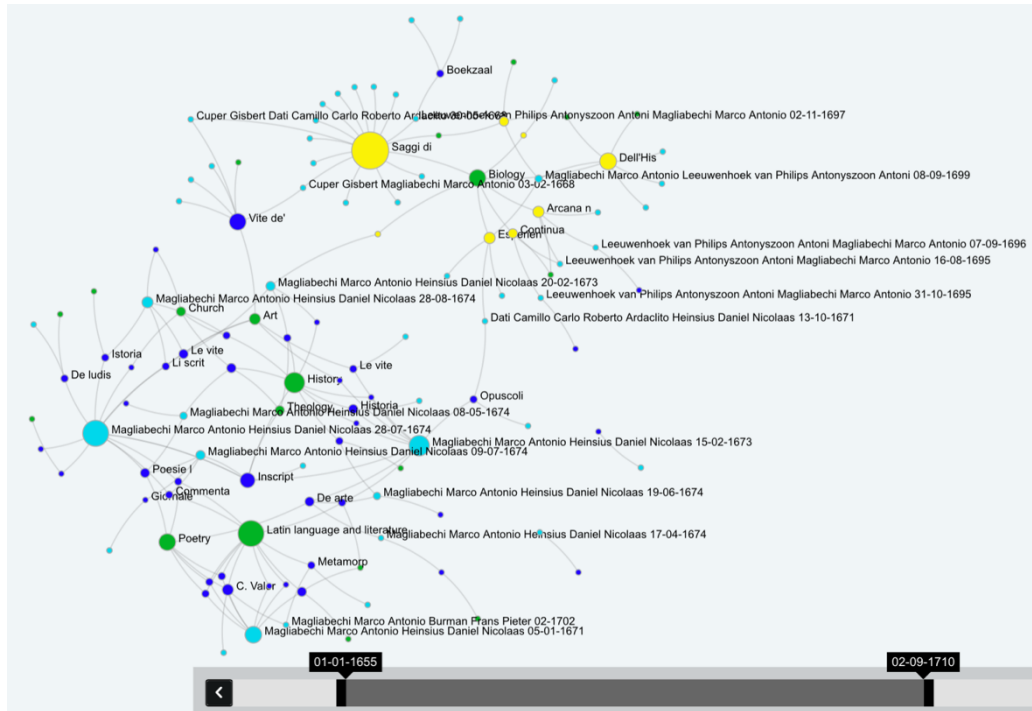 Boekzaal
Cuper Gisbert Dati Camillo Carlo Roberto
Philips Antonyszoon Antoni Magliabechi Marco Antonio 02-11-1697
Saggi di
Dell'His
Biology
Magliabechi Marco Antonio Leeuwenhoek van Philips Antonyszoon Antoni 08-09-1699
Cuper Gisbert Magliabechi Marco Antonio 03-02-1668
Arcana n
Vite de'
Continua
Leeuwenhoek van Philips Antonyszoon Antoni Magliabechi Marco Antonio 07-09-1696
Leeuwenhoek van Philips Antonyszoon Antoni Magliabechi Marco Antonio 16-08-1695
Magliabechi Marco Antonio Heinsius Daniel Nicolaas 20-02-1673
Magliabechi Marco Antonio Heinsius Daniel Nicolaas 28-08-1674
Leeuwenhoek van Philips Antonyszoon Antoni Magliabechi Marco Antonio 31-10-1695
Church
Art
Dati Camillo Carlo Roberto Ardaclito Heinsius Daniel Nicolaas 13-10-1671
Istoria
Le vite
Li scrit
Le vite
De ludis
History
Opuscoli
Theology
Historia
Magliabechi Marco Antonio Heinsius Daniel Nicolaas 08-05-1674
Magliabechi Marco Antonio Heinsius Daniel Nicolaas 28-07-1674
Magliabechi Marco Antonio Heinsius Daniel Nicolaas 15-02-1673
Magliabechi Marco Antonio Heinsius Daniel Nicolaas 09-07-1674
Poesie l
Inscript
Commenta
Giornale
Magliabechi Marco Antonio Heinsius Daniel Nicolaas 19-06-1674
De arte
Latin language and literature
Magliabechi Marco Antonio Heinsius Daniel Nicolaas 17-04-1674
Poetry
Metamorp
C. Valer
Magliabechi Marco Antonio Burman Frans Pieter 02-1702
Magliabechi Marco Antonio Heinsius Daniel Nicolaas 05-01-1671
01-01-1655
02-09-1710